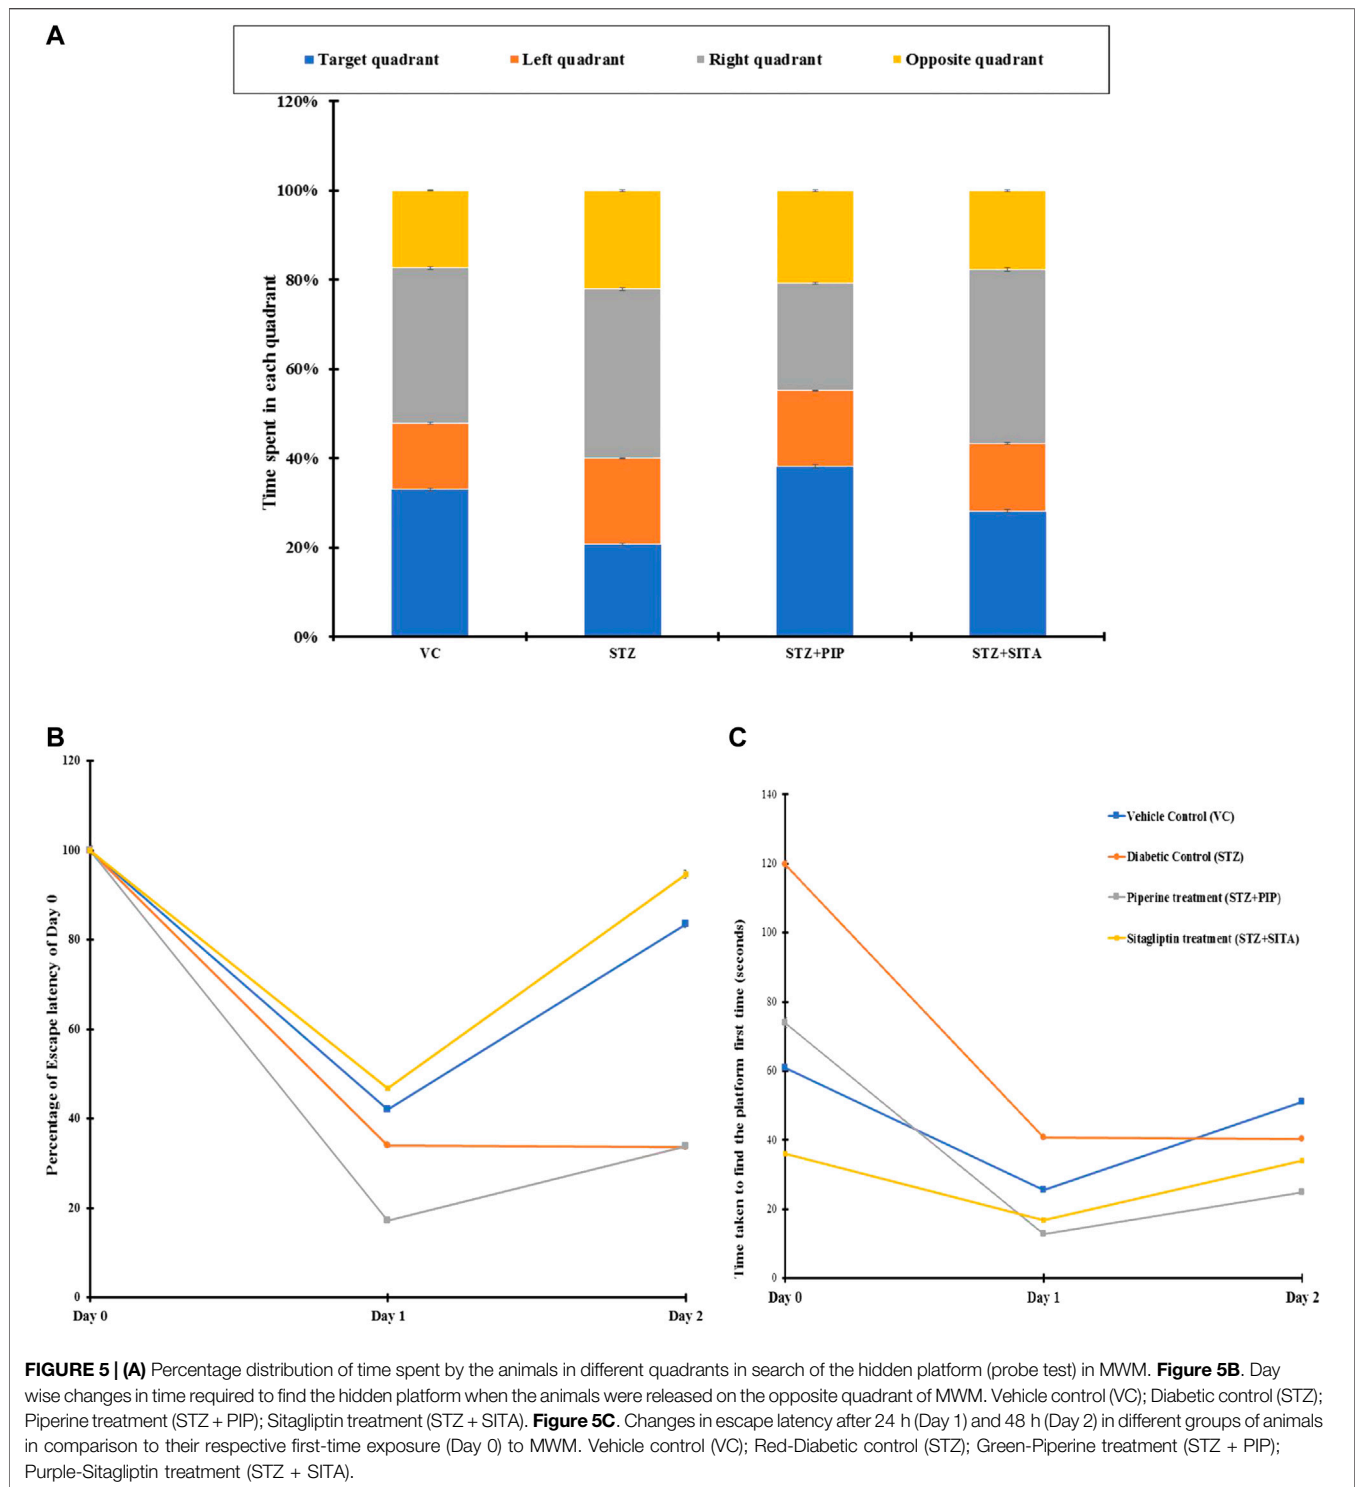 A
Target quadrant Left quadrant Right quadrant Opposite quadrant
120%
100%
80%
60%
40%
20%
0%
Time spent in each quadrant
VC STZ STZ+PIP STZ+SITA
B
120
100
80
60
40
20
0
Percentage of Escape latency of Day 0
Day 0 Day 1 Day 2
C
140
120
100
80
60
40
20
0
Time taken to find the platform first time (seconds)
Vehicle Control (VC)
Diabetic Control (STZ)
Piperine treatment (STZ+PIP)
Sitagliptin treatment (STZ+SITA)
Day 0 Day 1 Day 2
FIGURE 5 | (A) Percentage distribution of time spent by the animals in different quadrants in search of the hidden platform (probe test) in MWM. Figure 5B. Day
wise changes in time required to find the hidden platform when the animals were released on the opposite quadrant of MWM. Vehicle control (VC); Diabetic control (STZ);
Piperine treatment (STZ + PIP); Sitagliptin treatment (STZ + SITA). Figure 5C. Changes in escape latency after 24 h (Day 1) and 48 h (Day 2) in different groups of animals
in comparison to their respective first-time exposure (Day 0) to MWM. Vehicle control (VC); Red-Diabetic control (STZ); Green-Piperine treatment (STZ + PIP);
Purple-Sitagliptin treatment (STZ + SITA).